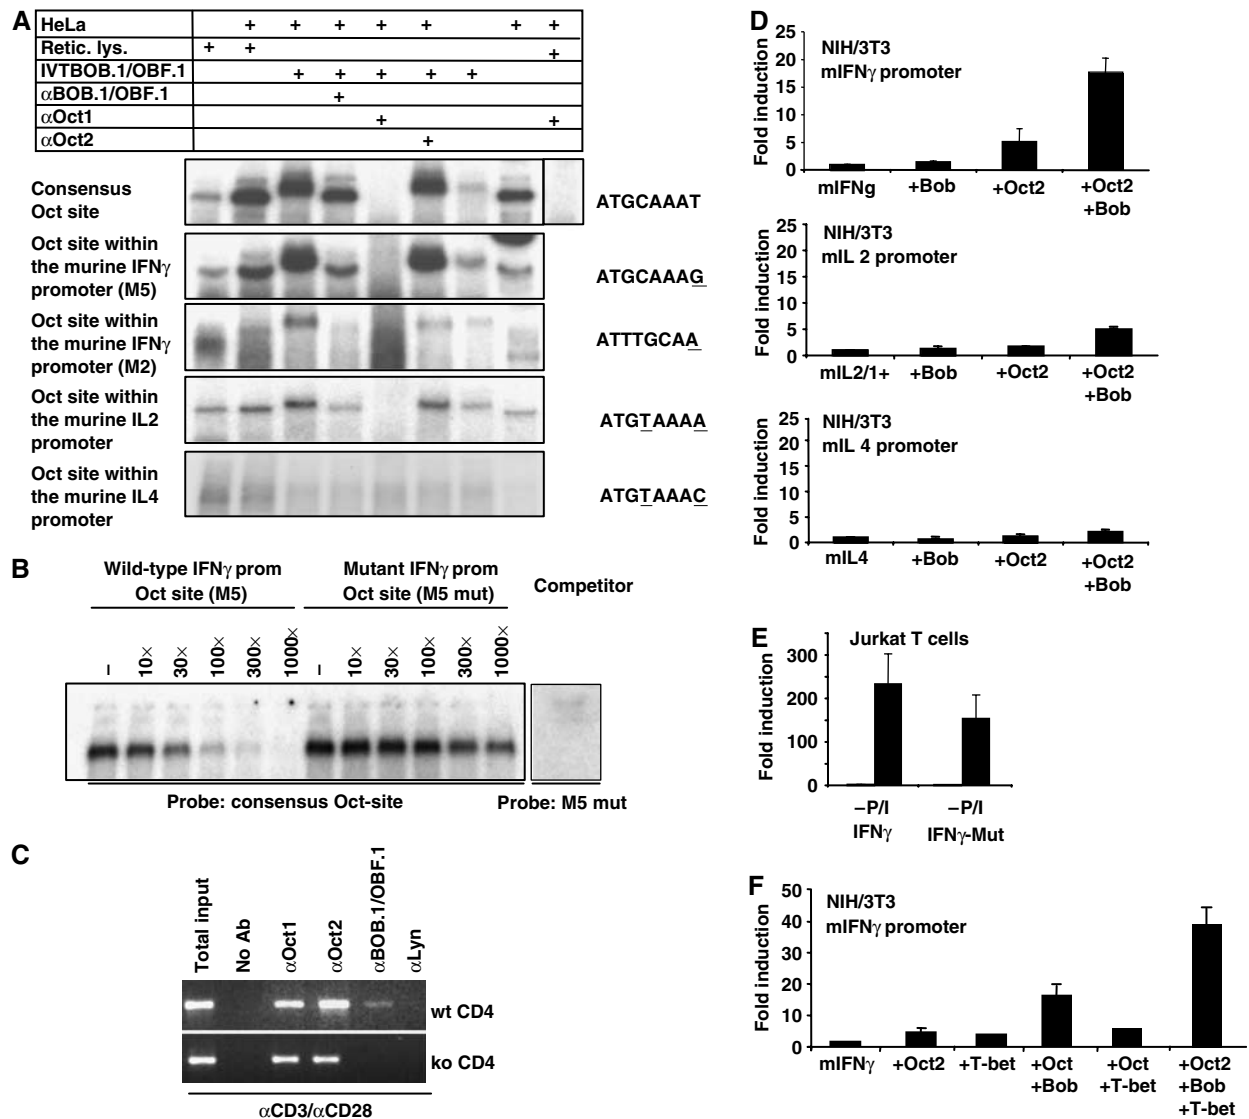 A
HeLa + + + + + + +
Retic. lys. + + +
IVTBOB.1/OBF.1 + + + + +
αBOB.1/OBF.1 +
αOct1 + +
αOct2 +
Consensus
Oct site
ATGCAAAT
Oct site within
the murine IFNγ
promoter (M5)
ATGCAAAG
Oct site within
the murine IFNγ
promoter (M2)
ATTTGCAA
Oct site within
the murine IL2
promoter
ATGTAAAA
Oct site within
the murine IL4
promoter
ATGTAAAC
B
Wild-type IFNγ prom
Oct site (M5)
Mutant IFNγ prom
Oct site (M5 mut)
Competitor
– 10× 30× 100× 300× 1000× – 10× 30× 100× 300× 1000×
Probe: consensus Oct-site
Probe: M5 mut
C
Total input No Ab αOct1 αOct2 αBOB.1/OBF.1 αLyn
wt CD4
ko CD4
αCD3/αCD28
D
NIH/3T3
mIFNγ promoter
Fold induction
25
20
15
10
5
0
mIFNg +Bob +Oct2 +Oct2
+Bob
NIH/3T3
mIL 2 promoter
Fold induction
25
20
15
10
5
0
mIL2/1+ +Bob +Oct2 +Oct2
+Bob
NIH/3T3
mIL 4 promoter
Fold induction
25
20
15
10
5
0
mIL4 +Bob +Oct2 +Oct2
+Bob
E
Jurkat T cells
Fold induction
300
200
100
0
–P/I –P/I
IFNγ IFNγ-Mut
F
NIH/3T3
mIFNγ promoter
Fold induction
50
40
30
20
10
0
mIFNγ +Oct2 +T-bet +Oct +Oct +Oct2
+Bob +T-bet +Bob
+T-bet